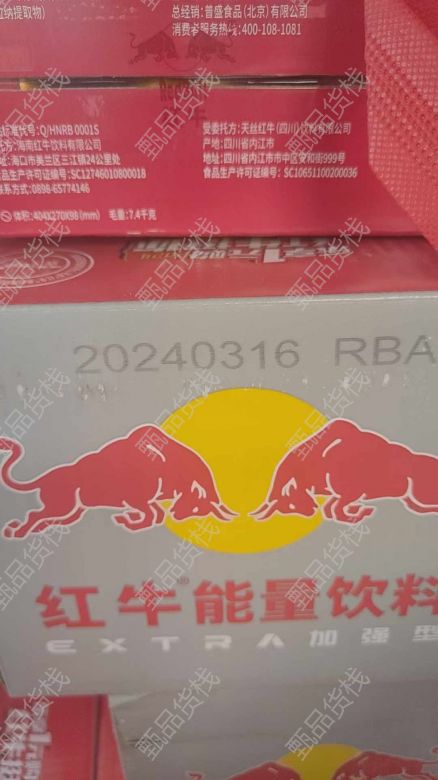 总经销：普盛食品（北京）有限
消费者服务热线：400-108-1081
标准代号：Q/HNRB 0001S
托方：海南红牛饮料有限公司
址：海口市美兰区三江镇24公里处
食品生产许可证编号：SC12746010800018
联系方式：0898-65774146
体积：404X270X98(mm) 毛重：7.4千克
受委托方：天丝红牛（四川）饮料有限公司
产地：四川省内江市
地址：四川省内江市市中区安和街999号
食品生产许可证编号：SC10651100200036
20240316 RBA
红牛®能量饮料
EXTRA 加强型
甄品货栈